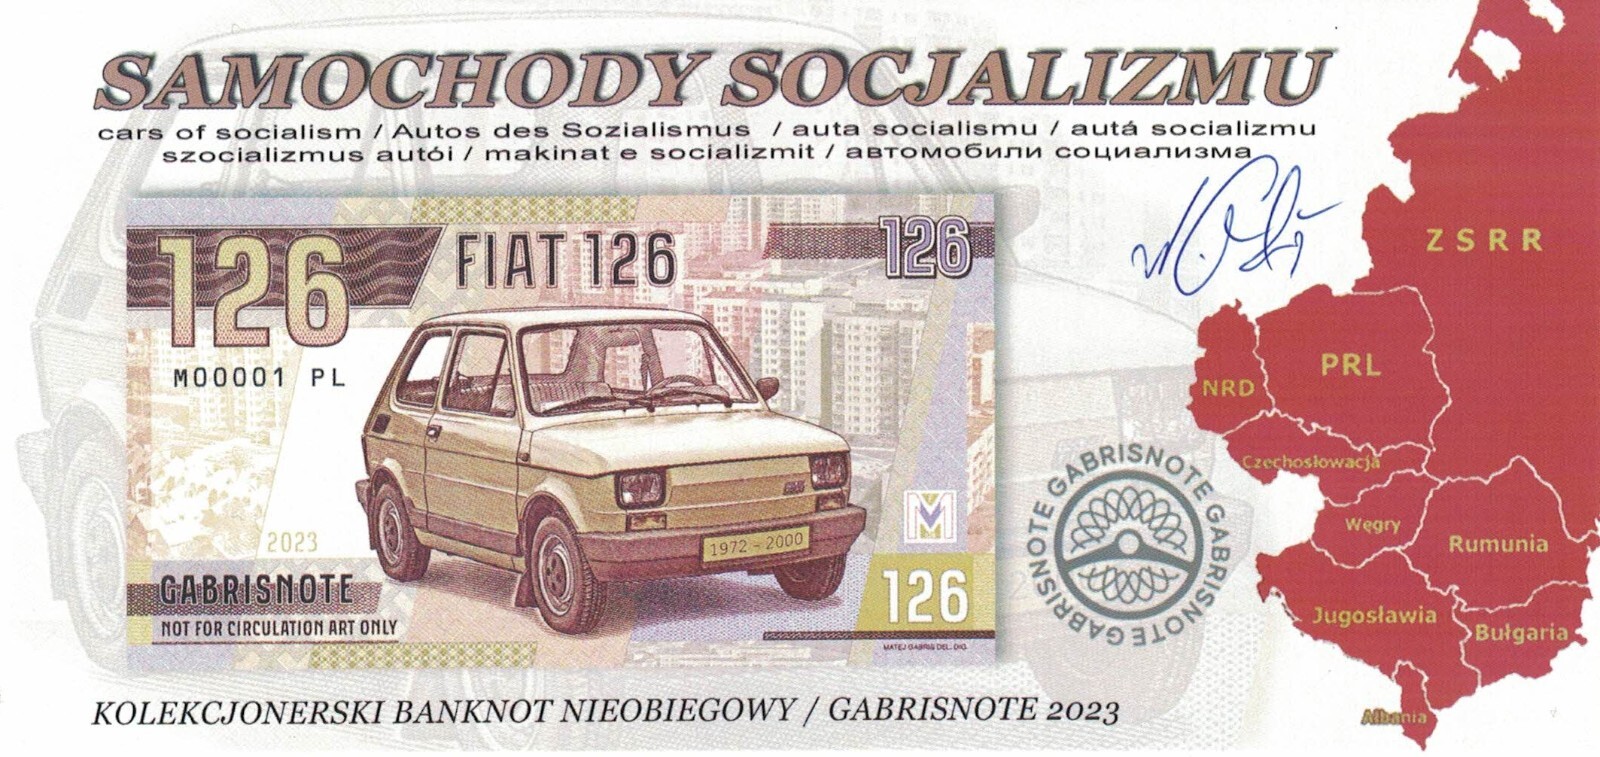 SAMOCHODY SOCJALIZMU
cars of socialism / Autos des Sozialismus / auta socialismu / autá socializmu
szocializmus autói / makinat e socializmit / автомобили социализма
126
FIAT 126
126
M00001 PL
2023
1972 - 2000
GABRISNOTE
NOT FOR CIRCULATION ART ONLY
126
MATEJ GABRIS DEL. DIG.
GABRISNOTE GABRISNOTE GABRISNOTE
ZSRR
PRL
NRD
Czechosłowacja
Węgry
Rumunia
Jugosławia
Bułgaria
Albania
KOLEKCJONERSKI BANKNOT NIEOBIEGOWY / GABRISNOTE 2023